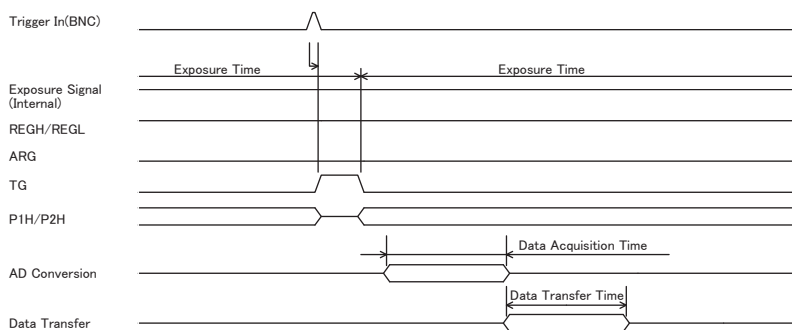 Trigger In(BNC)
Exposure Time
Exposure Time
Exposure Signal
(Internal)
REGH/REGL
ARG
TG
P1H/P2H
Data Acquisition Time
AD Conversion
Data Transfer Time
Data Transfer